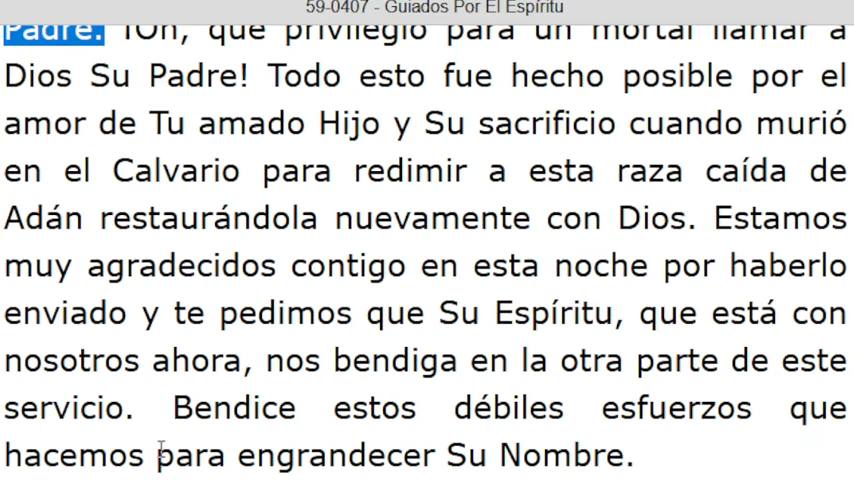 59-0407 - Guiados Por El Espíritu
Padre. ¡Oh, qué privilegio para un mortal llamar a
Dios Su Padre! Todo esto fue hecho posible por el
amor de Tu amado Hijo y Su sacrificio cuando murió
en el Calvario para redimir a esta raza caída de
Adán restaurándola nuevamente con Dios. Estamos
muy agradecidos contigo en esta noche por haberlo
enviado y te pedimos que Su Espíritu, que está con
nosotros ahora, nos bendiga en la otra parte de este
servicio. Bendice estos débiles esfuerzos que
hacemos para engrandecer Su Nombre.